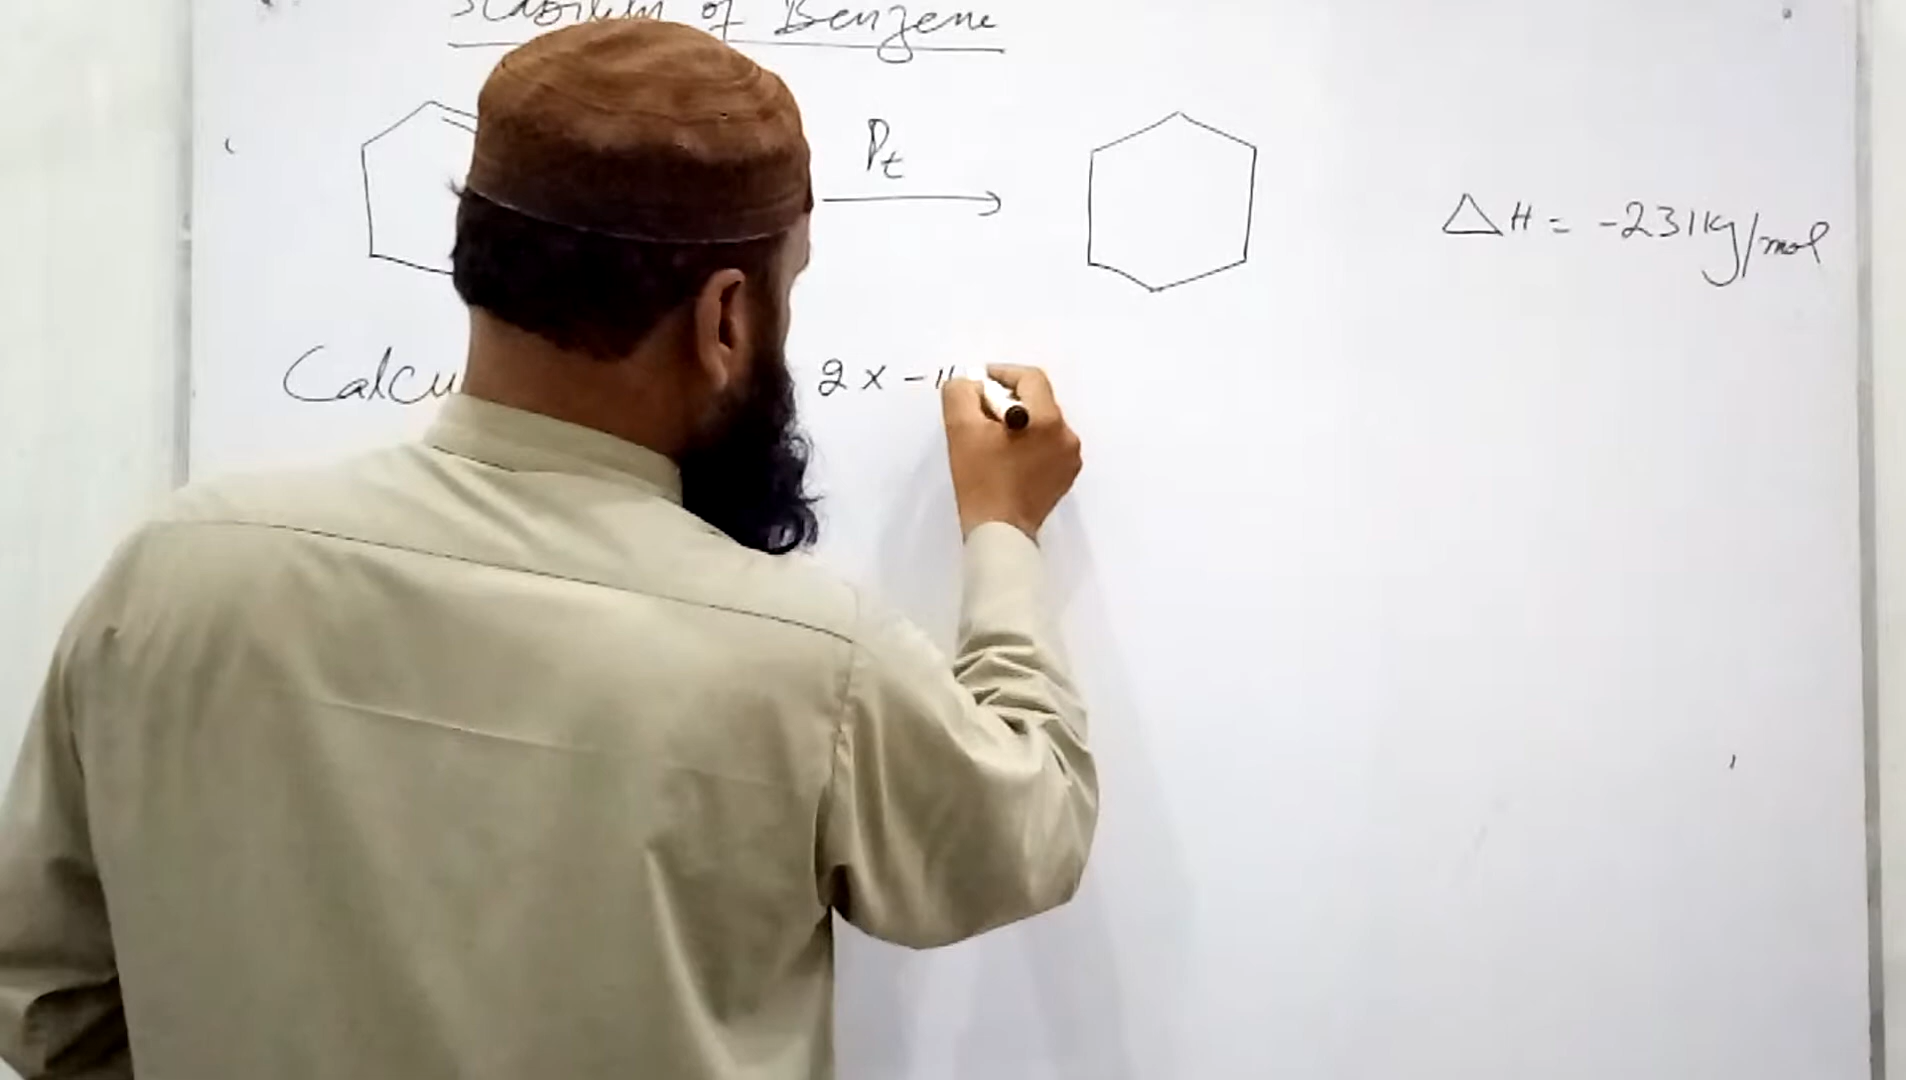 Stability of Benzene
Pt
ΔH = -231kJ/mol
Calcu
2 x -11